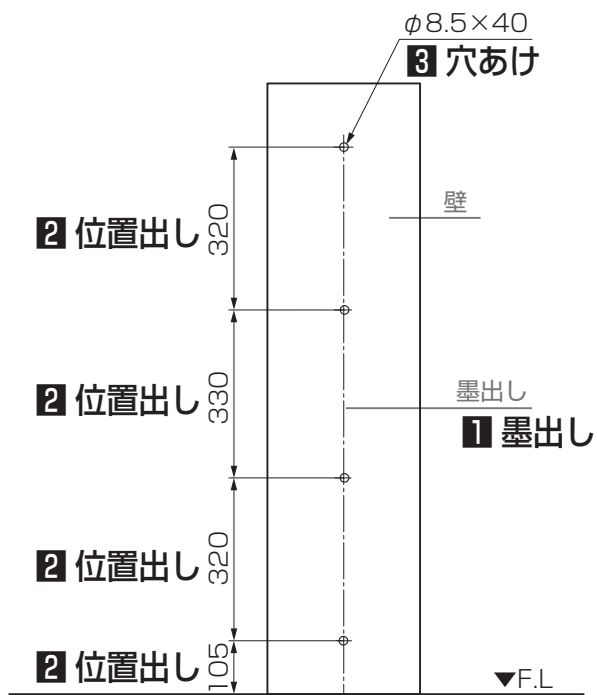 φ8.5×40
3 穴あけ
壁
2 位置出し 320
2 位置出し 330
墨出し
1 墨出し
2 位置出し 320
2 位置出し 105
▼F.L